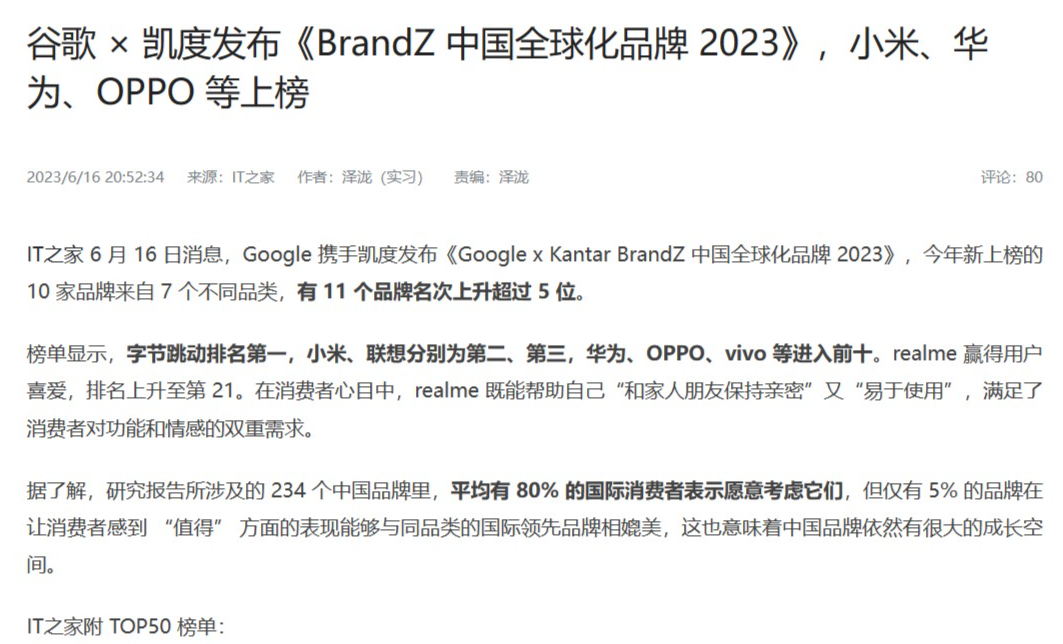 谷歌 × 凯度发布《BrandZ 中国全球化品牌 2023》，小米、华
为、OPPO 等上榜
2023/6/16 20:52:34 来源：IT之家 作者：泽泷（实习） 责编：泽泷 评论：80
IT之家 6 月 16 日消息，Google 携手凯度发布《Google x Kantar BrandZ 中国全球化品牌 2023》，今年新上榜的
10 家品牌来自 7 个不同品类，有 11 个品牌名次上升超过 5 位。
榜单显示，字节跳动排名第一，小米、联想分别为第二、第三，华为、OPPO、vivo 等进入前十。realme 赢得用户
喜爱，排名上升至第 21。在消费者心目中，realme 既能帮助自己“和家人朋友保持亲密”又“易于使用”，满足了
消费者对功能和情感的双重需求。
据了解，研究报告所涉及的 234 个中国品牌里，平均有 80% 的国际消费者表示愿意考虑它们，但仅有 5% 的品牌在
让消费者感到 “值得” 方面的表现能够与同品类的国际领先品牌相媲美，这也意味着中国品牌依然有很大的成长空
间。
IT之家附 TOP50 榜单：